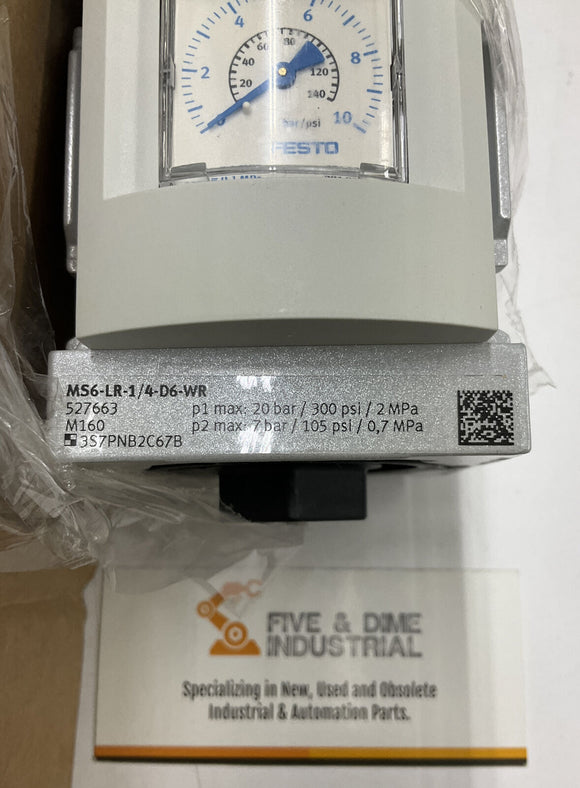 4 6
2 8
0 10
60 80
40 120
20 140
bar/psi
FESTO
MS6-LR-1/4-D6-WR
527663 p1 max: 20 bar / 300 psi / 2 MPa
M160 p2 max: 7 bar / 105 psi / 0,7 MPa
3S7PNB2C67B
FIVE & DIME
INDUSTRIAL
Specializing in New, Used and Obsolete
Industrial & Automation Parts.